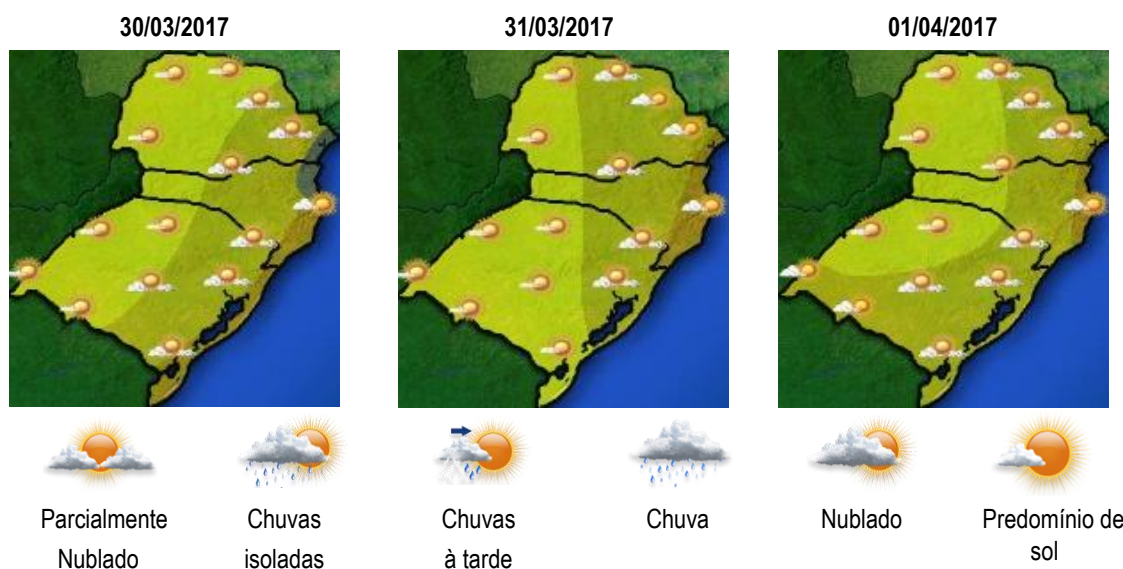 30/03/2017
31/03/2017
01/04/2017
Parcialmente
Nublado
Chuvas
isoladas
Chuvas
à tarde
Chuva
Nublado
Predomínio de
sol